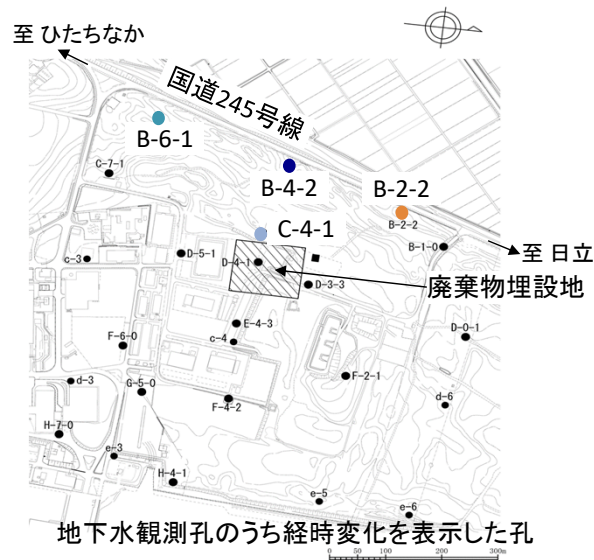 至 ひたちなか
国道245号線
B-6-1
C-7-1
B-4-2
B-2-2
B-2-2
C-4-1
B-1-0
至 日立
c-3
D-5-1
D-4-1
廃棄物埋設地
D-3-3
E-4-3
c-4
D-0-1
F-6-0
d-3
G-5-0
F-4-2
F-2-1
d-6
H-7-0
e-3
H-4-1
e-5
e-6
地下水観測孔のうち経時変化を表示した孔
0 50 100 200 300m